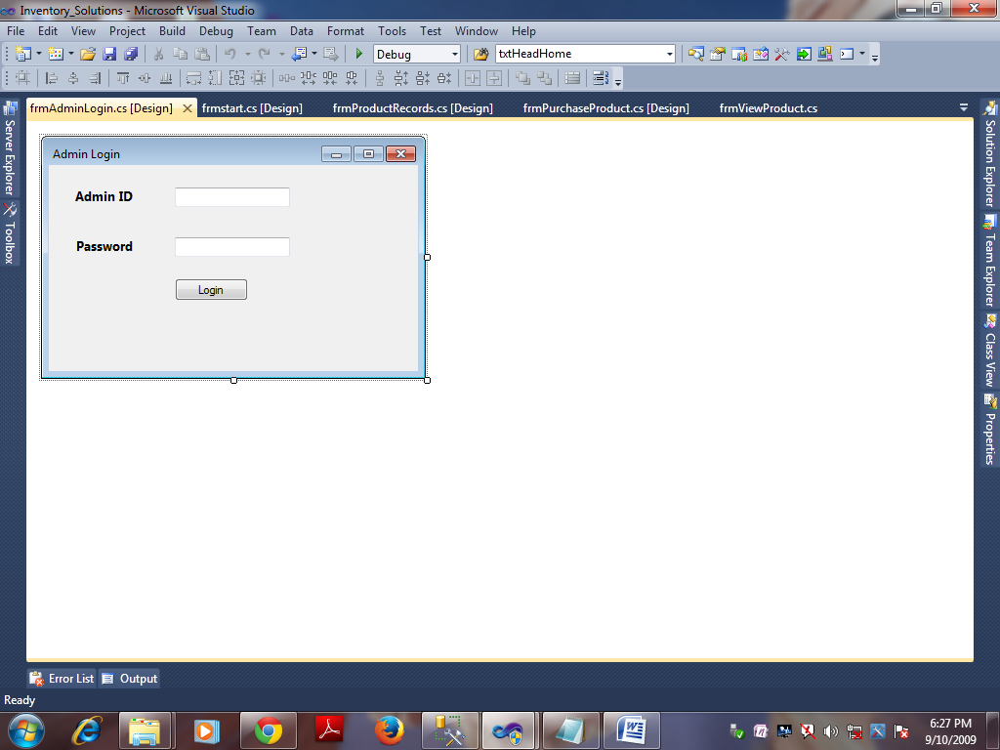 Inventory_Solutions - Microsoft Visual Studio
File Edit View Project Build Debug Team Data Format Tools Test Window Help
Debug txtHeadHome
frmAdminLogin.cs [Design] frmstart.cs [Design] frmProductRecords.cs [Design] frmPurchaseProduct.cs [Design] frmViewProduct.cs
Server Explorer
Toolbox
Admin Login
Admin ID
Password
Login
Solution Explorer
Team Explorer
Class View
Properties
Error List Output
Ready
6:27 PM
9/10/2009